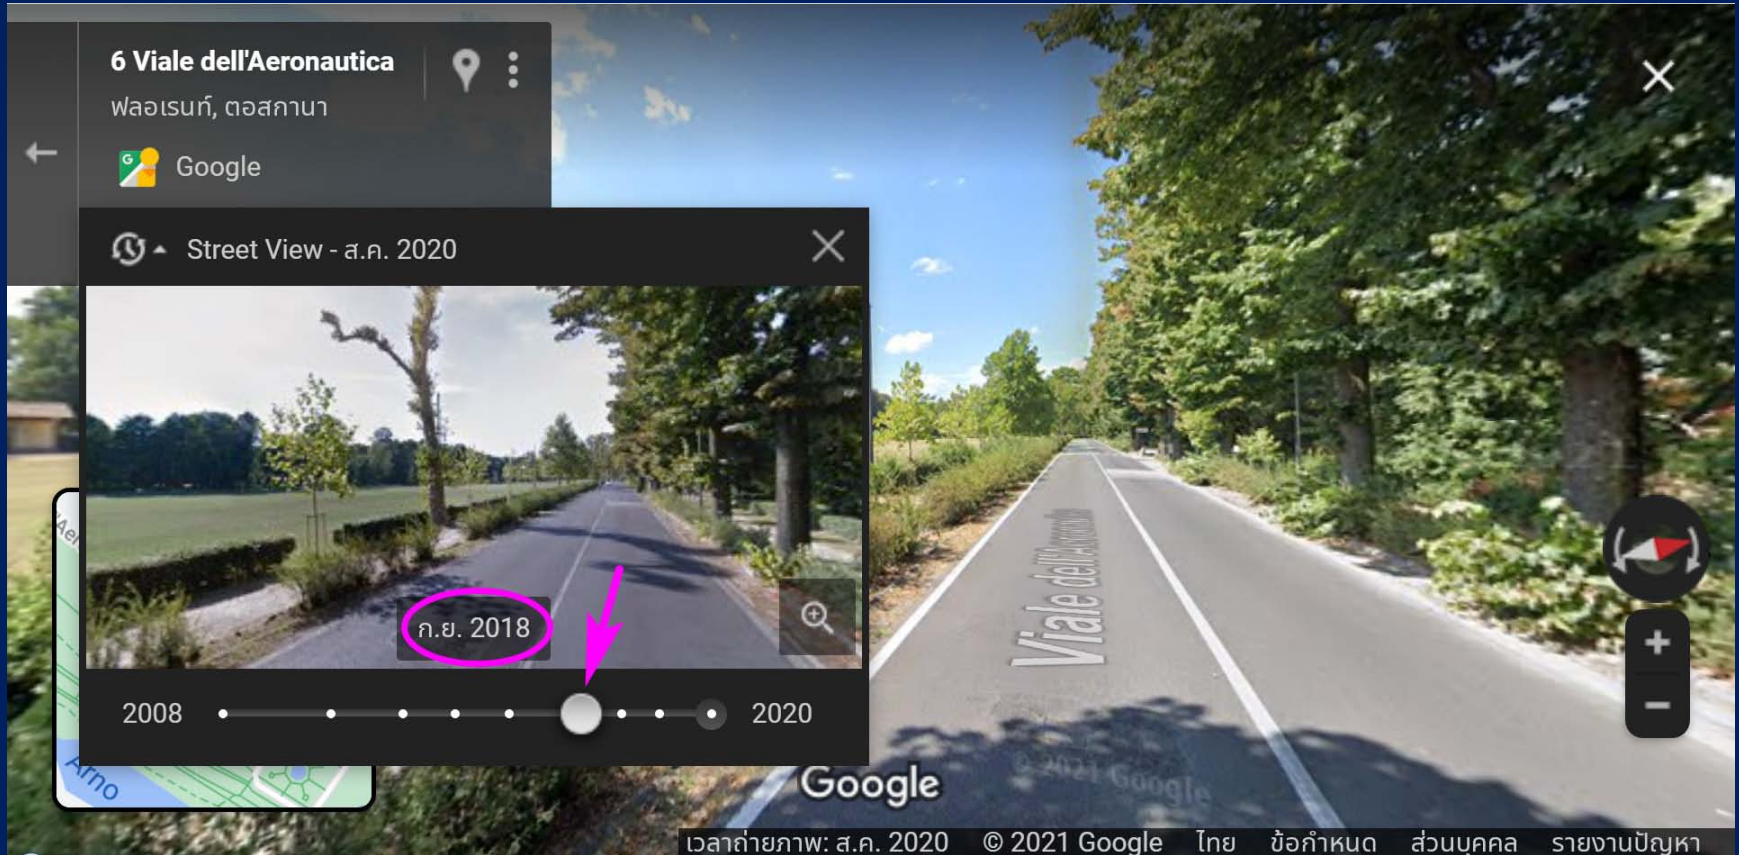 6 Viale dell'Aeronautica
ฟลอเรนท์, ตอสกานา
Google
Street View - ส.ค. 2020
ก.ย. 2018
2008
2020
Viale dell'Aeronautica
Arno
Google
© 2021 Google
เวลาถ่ายภาพ: ส.ค. 2020 © 2021 Google ไทย ข้อกำหนด ส่วนบุคคล รายงานปัญหา